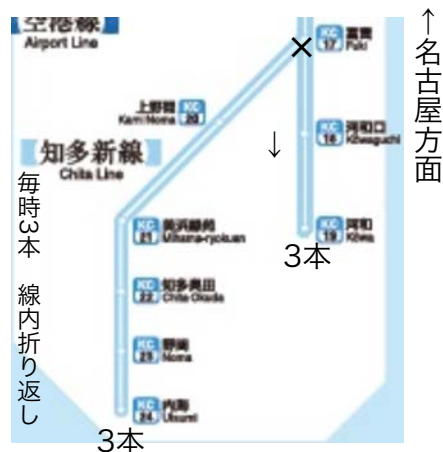 空港線
Airport Line
↑名古屋方面
KC
17
富貴
Fuki
上野間
Kami Noma
KC
20
↓
KC
18
河和口
Kōwaguchi
知多新線
Chita Line
毎時3本 線内折り返し
KC
21
美浜緑苑
Mihama-ryokuen
KC
19
河和
Kōwa
3本
KC
22
知多奥田
Chita Okuda
KC
23
野間
Noma
KC
24
内海
Utsumi
3本